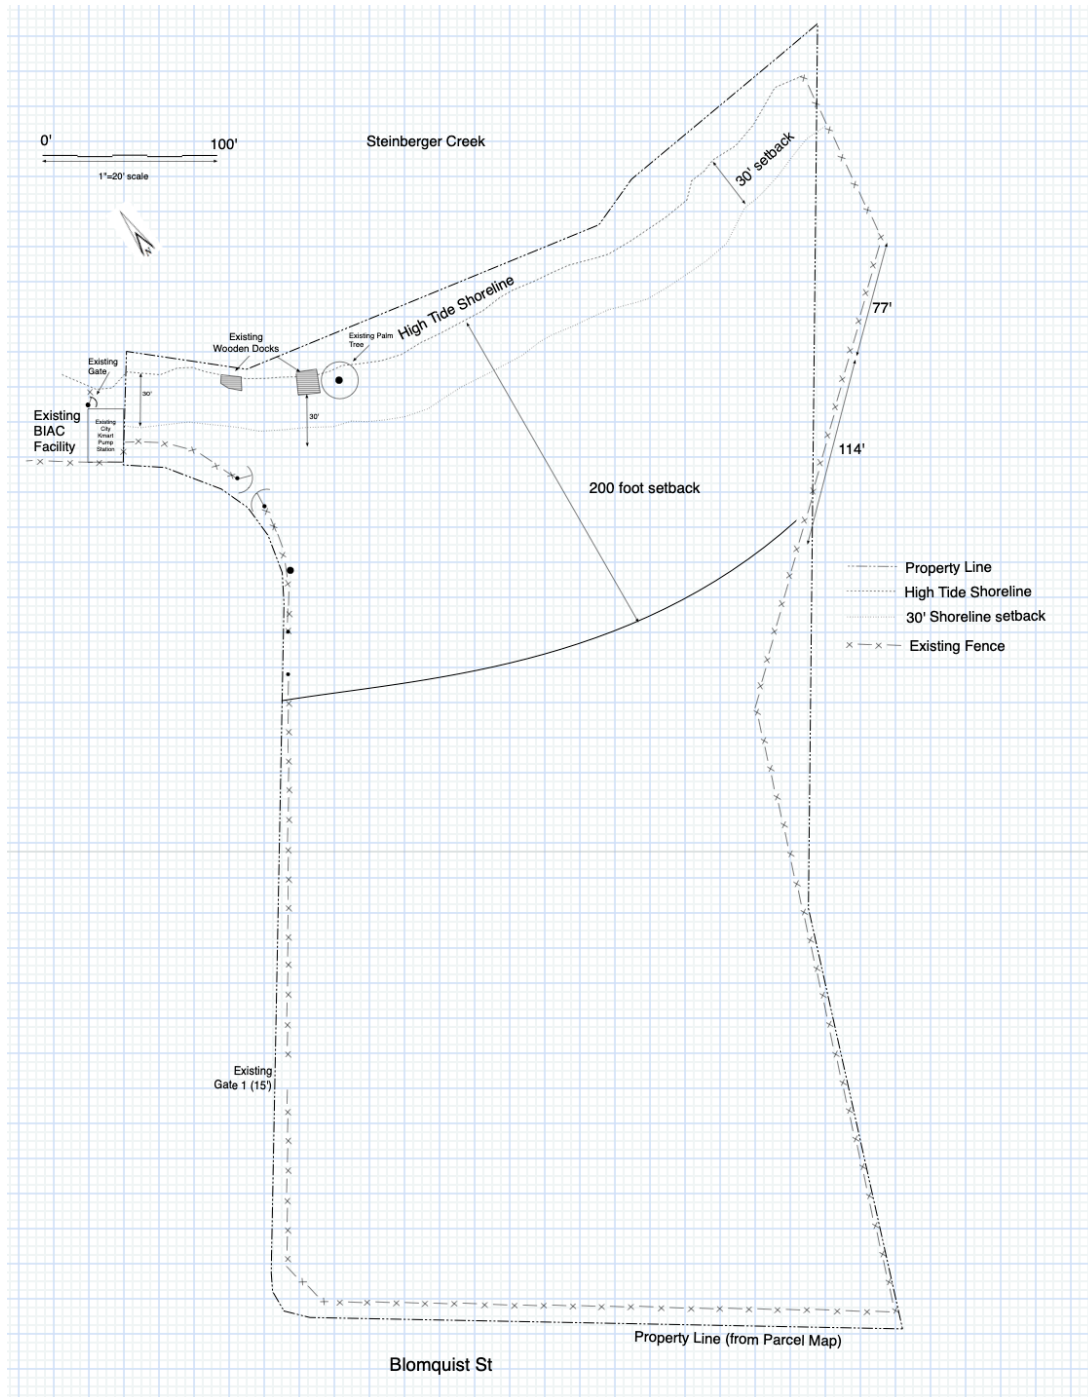 0'
100'
1"=20' scale
N
Steinberger Creek
30' setback
High Tide Shoreline
77'
Existing
Wooden Docks
Existing Palm
Tree
Existing
Gate
30'
30'
Existing
BIAC
Facility
Existing
City
Kmart
Pump
Station
114'
200 foot setback
Property Line
High Tide Shoreline
30' Shoreline setback
Existing Fence
Existing
Gate 1 (15')
Property Line (from Parcel Map)
Blomquist St